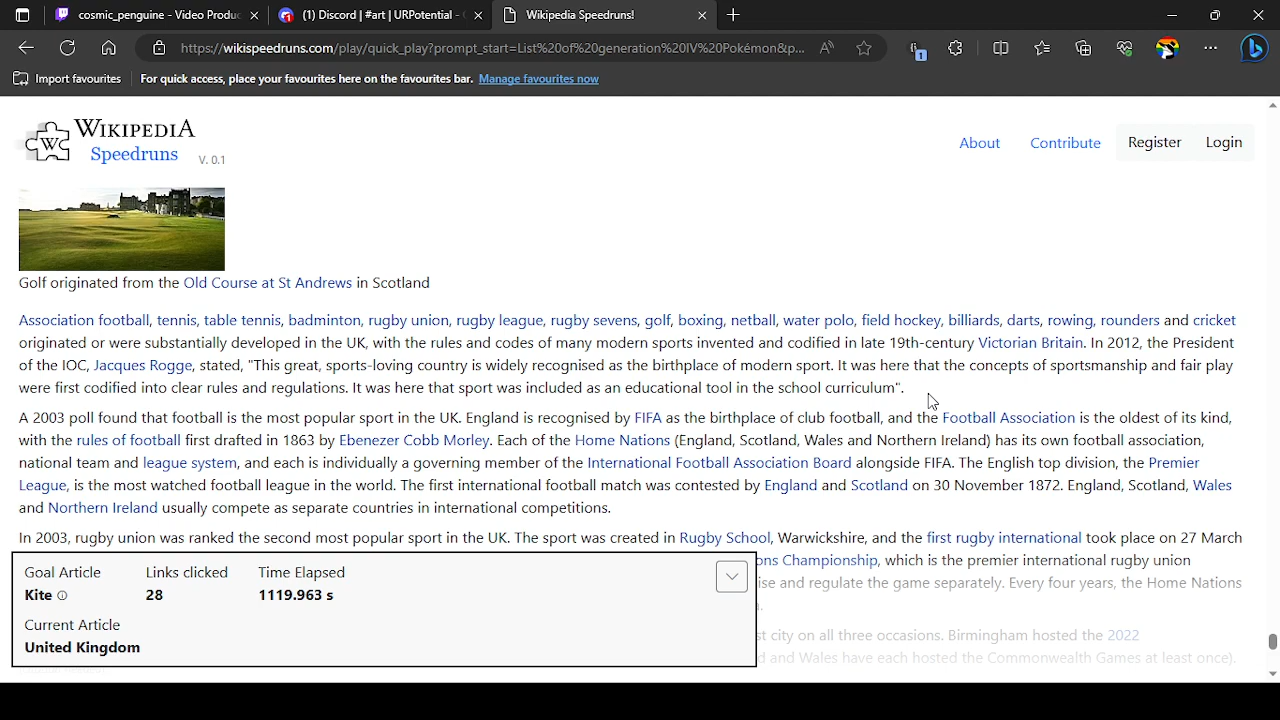 cosmic_penguine - Video Produc
(1) Discord | #art | URPotential -
Wikipedia Speedruns!
https://wikispeedruns.com/play/quick_play?prompt_start=List%20of%20generation%20IV%20Pokémon&p...
1
Import favourites
For quick access, place your favourites here on the favourites bar. Manage favourites now
W
WIKIPEDIA
Speedruns V. 0.1
About Contribute Register Login
Golf originated from the Old Course at St Andrews in Scotland
Association football, tennis, table tennis, badminton, rugby union, rugby league, rugby sevens, golf, boxing, netball, water polo, field hockey, billiards, darts, rowing, rounders and cricket
originated or were substantially developed in the UK, with the rules and codes of many modern sports invented and codified in late 19th-century Victorian Britain. In 2012, the President
of the IOC, Jacques Rogge, stated, "This great, sports-loving country is widely recognised as the birthplace of modern sport. It was here that the concepts of sportsmanship and fair play
were first codified into clear rules and regulations. It was here that sport was included as an educational tool in the school curriculum".
A 2003 poll found that football is the most popular sport in the UK. England is recognised by FIFA as the birthplace of club football, and the Football Association is the oldest of its kind,
with the rules of football first drafted in 1863 by Ebenezer Cobb Morley. Each of the Home Nations (England, Scotland, Wales and Northern Ireland) has its own football association,
national team and league system, and each is individually a governing member of the International Football Association Board alongside FIFA. The English top division, the Premier
League, is the most watched football league in the world. The first international football match was contested by England and Scotland on 30 November 1872. England, Scotland, Wales
and Northern Ireland usually compete as separate countries in international competitions.
In 2003, rugby union was ranked the second most popular sport in the UK. The sport was created in Rugby School, Warwickshire, and the first rugby international took place on 27 March
ons Championship, which is the premier international rugby union
ise and regulate the game separately. Every four years, the Home Nations
st city on all three occasions. Birmingham hosted the 2022
d and Wales have each hosted the Commonwealth Games at least once).
Goal Article Links clicked Time Elapsed
Kite 28 1119.963 s
Current Article
United Kingdom